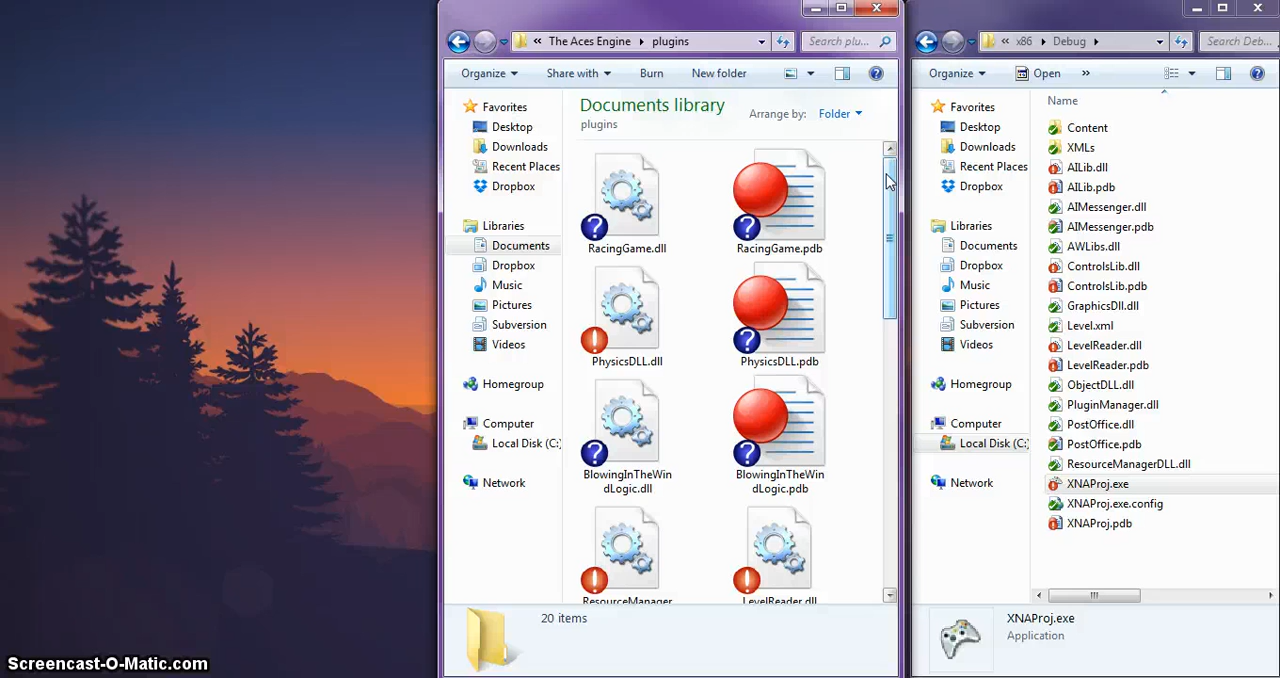 The Aces Engine
plugins
Search plu...
Organize
Share with
Burn
New folder
Favorites
Desktop
Downloads
Recent Places
Dropbox
Libraries
Documents
Dropbox
Music
Pictures
Subversion
Videos
Homegroup
Computer
Local Disk (C:
Network
Documents library
plugins
Arrange by:
Folder
RacingGame.dll
RacingGame.pdb
PhysicsDLL.dll
PhysicsDLL.pdb
BlowingInTheWin
dLogic.dll
BlowingInTheWin
dLogic.pdb
ResourceManager
LevelReader.dll
20 items
x86
Debug
Search Deb...
Organize
Open
Favorites
Desktop
Downloads
Recent Places
Dropbox
Libraries
Documents
Dropbox
Music
Pictures
Subversion
Videos
Homegroup
Computer
Local Disk (C:
Network
Name
Content
XMLs
AILib.dll
AILib.pdb
AIMessenger.dll
AIMessenger.pdb
AWLibs.dll
ControlsLib.dll
ControlsLib.pdb
GraphicsDll.dll
Level.xml
LevelReader.dll
LevelReader.pdb
ObjectDLL.dll
PluginManager.dll
PostOffice.dll
PostOffice.pdb
ResourceManagerDLL.dll
XNAProj.exe
XNAProj.exe.config
XNAProj.pdb
XNAProj.exe
Application
Screencast-O-Matic.com